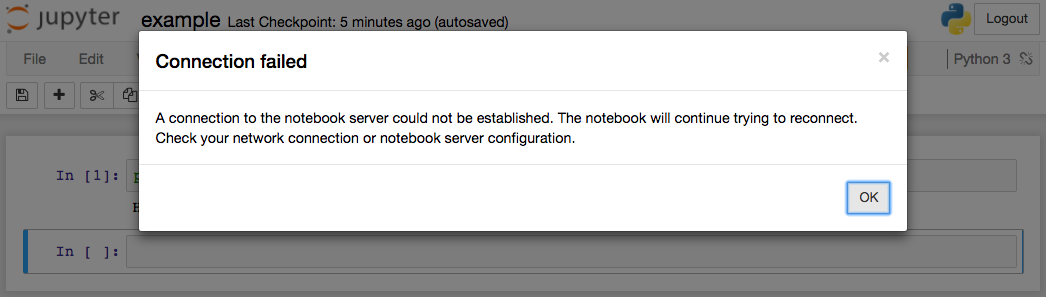 jupyter example Last Checkpoint: 5 minutes ago (autosaved) Logout
File Edit Python 3
Connection failed ×
A connection to the notebook server could not be established. The notebook will continue trying to reconnect.
Check your network connection or notebook server configuration.
OK
In [1]:
In [ ]: